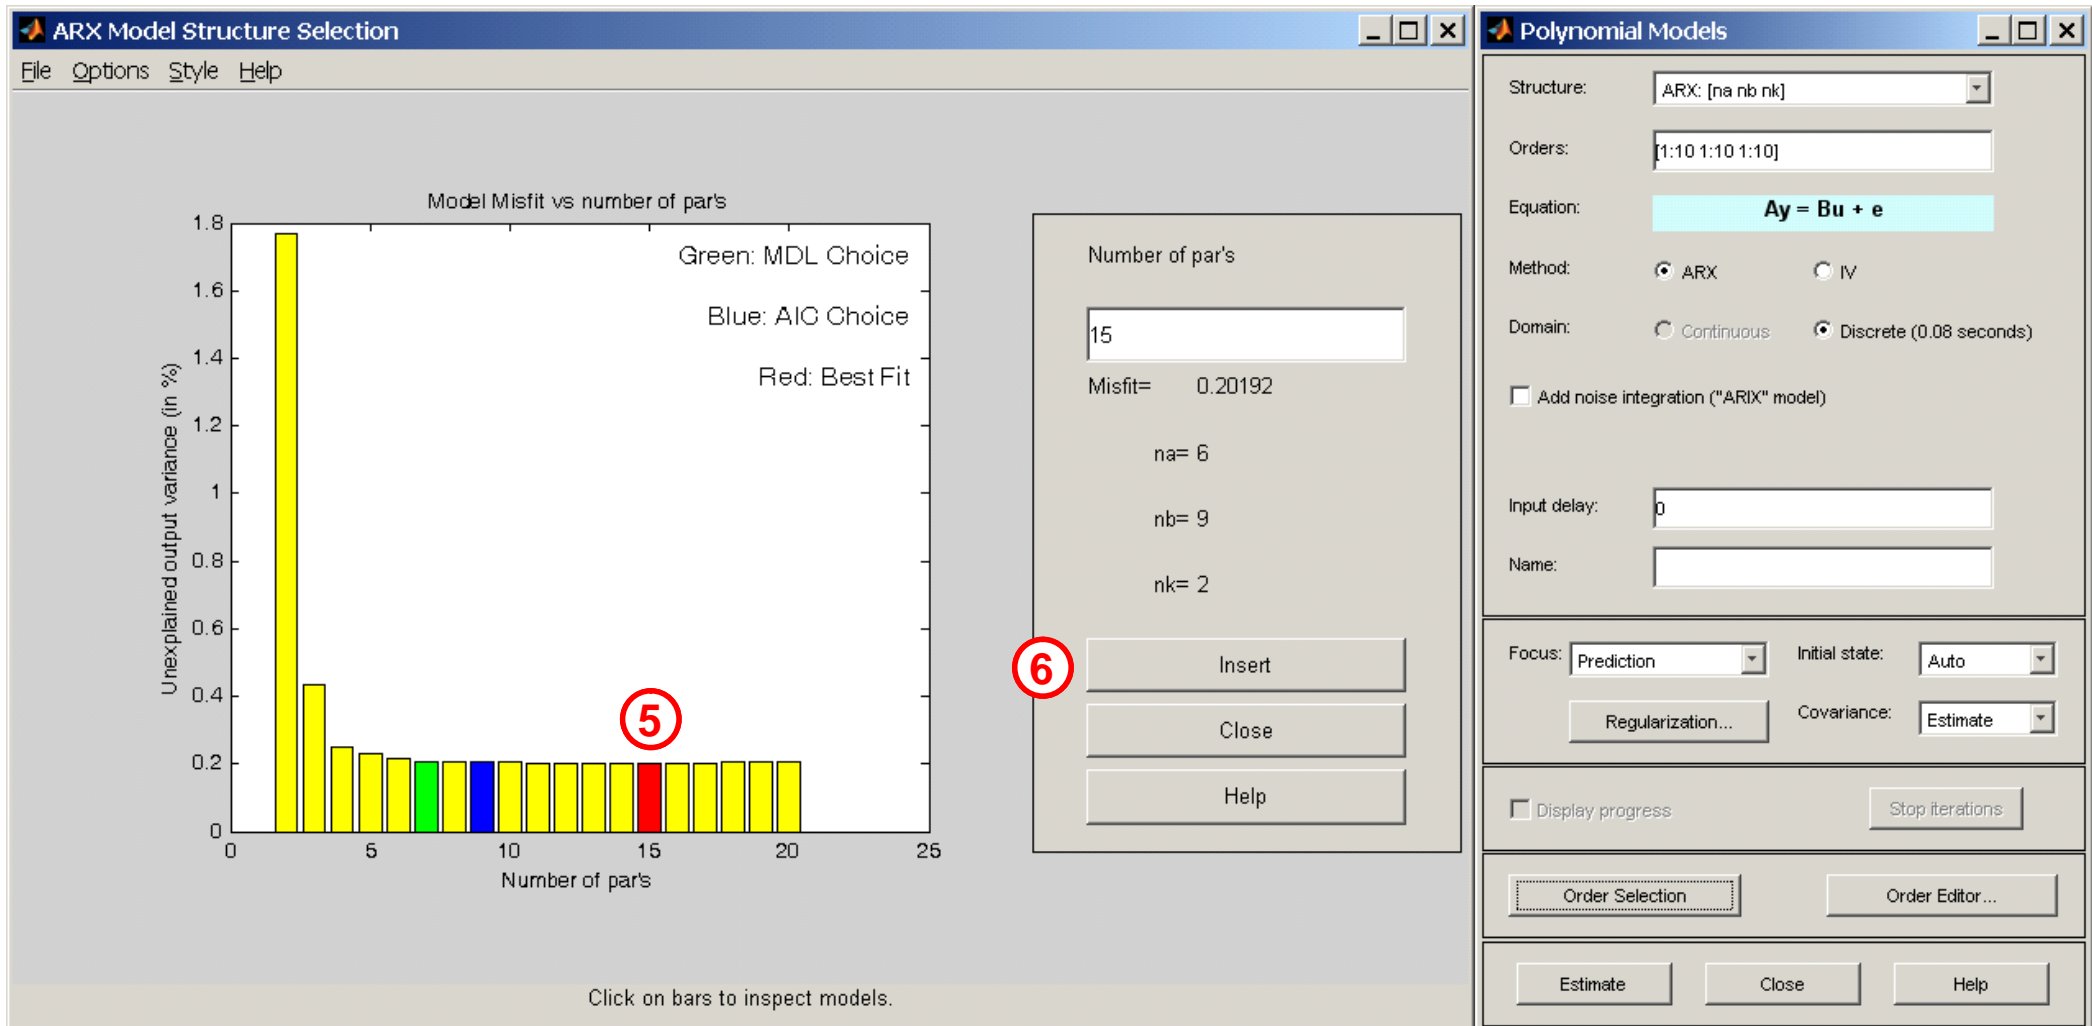 ARX Model Structure Selection
File Options Style Help
Model Misfit vs number of par's
Green: MDL Choice
Blue: AIC Choice
Red: Best Fit
Unexplained output variance (in %)
1.8
1.6
1.4
1.2
1
0.8
0.6
0.4
0.2
0
0 5 10 15 20 25
Number of par's
5
Click on bars to inspect models.
Number of par's
15
Misfit= 0.20192
na= 6
nb= 9
nk= 2
6
Insert
Close
Help
Polynomial Models
Structure: ARX: [na nb nk]
Orders: [1:10 1:10 1:10]
Equation: Ay = Bu + e
Method: ARX IV
Domain: Continuous Discrete (0.08 seconds)
Add noise integration ("ARIX" model)
Input delay: 0
Name:
Focus: Prediction Initial state: Auto
Regularization... Covariance: Estimate
Display progress Stop iterations
Order Selection Order Editor...
Estimate Close Help